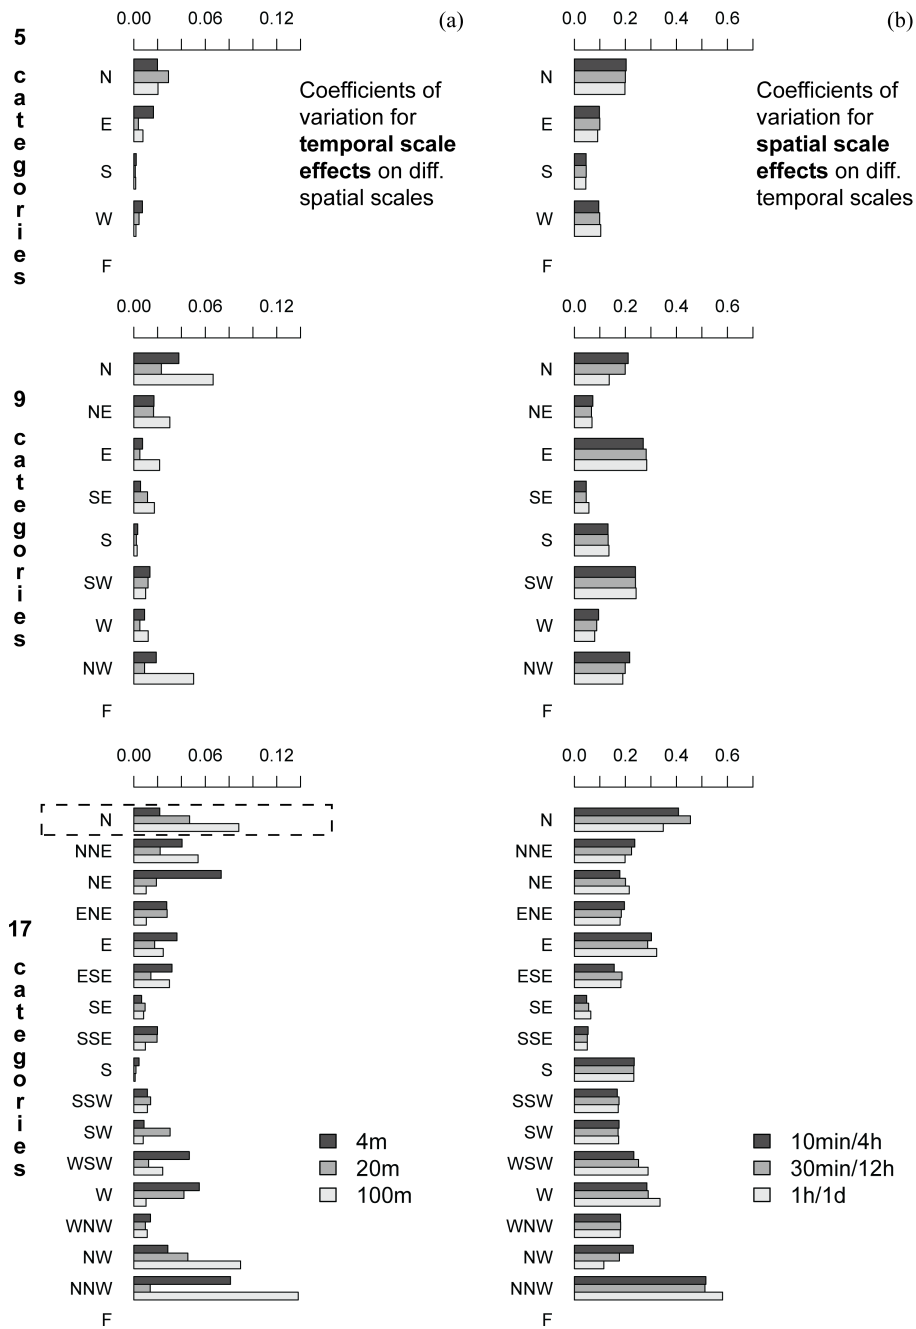 0.00 0.06 0.12 (a) 0.0 0.2 0.4 0.6 (b)
5 categories
N
E
S
W
F
Coefficients of
variation for
temporal scale
effects on diff.
spatial scales
N
E
S
W
F
Coefficients of
variation for
spatial scale
effects on diff.
temporal scales
0.00 0.06 0.12 0.0 0.2 0.4 0.6
9 categories
N
NE
E
SE
S
SW
W
NW
F
N
NE
E
SE
S
SW
W
NW
F
0.00 0.06 0.12 0.0 0.2 0.4 0.6
17 categories
N
NNE
NE
ENE
E
ESE
SE
SSE
S
SSW
SW
WSW
W
WNW
NW
NNW
F
4m
20m
100m
N
NNE
NE
ENE
E
ESE
SE
SSE
S
SSW
SW
WSW
W
WNW
NW
NNW
F
10min/4h
30min/12h
1h/1d